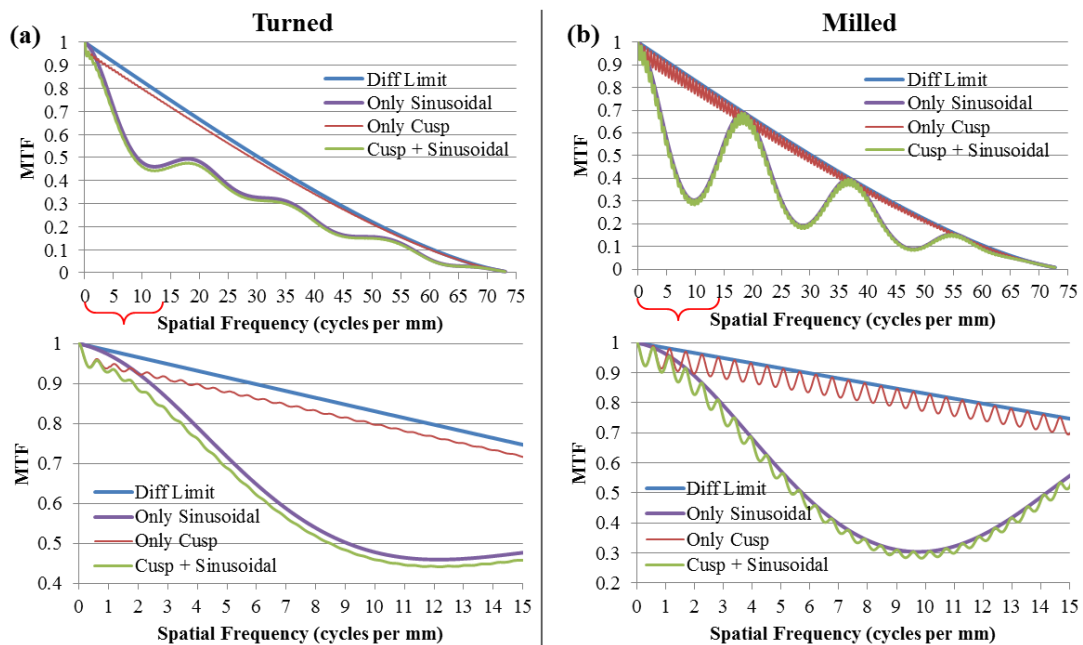 Turned
(a)
1
0.9
0.8
0.7
0.6
0.5
0.4
0.3
0.2
0.1
0
MTF
Diff Limit
Only Sinusoidal
Only Cusp
Cusp + Sinusoidal
0 5 10 15 20 25 30 35 40 45 50 55 60 65 70 75
Spatial Frequency (cycles per mm)
1
0.9
0.8
0.7
0.6
0.5
0.4
MTF
Diff Limit
Only Sinusoidal
Only Cusp
Cusp + Sinusoidal
0 1 2 3 4 5 6 7 8 9 10 11 12 13 14 15
Spatial Frequency (cycles per mm)
Milled
(b)
1
0.9
0.8
0.7
0.6
0.5
0.4
0.3
0.2
0.1
0
MTF
Diff Limit
Only Sinusoidal
Only Cusp
Cusp + Sinusoidal
0 5 10 15 20 25 30 35 40 45 50 55 60 65 70 75
Spatial Frequency (cycles per mm)
1
0.9
0.8
0.7
0.6
0.5
0.4
0.3
0.2
MTF
Diff Limit
Only Sinusoidal
Only Cusp
Cusp + Sinusoidal
0 1 2 3 4 5 6 7 8 9 10 11 12 13 14 15
Spatial Frequency (cycles per mm)